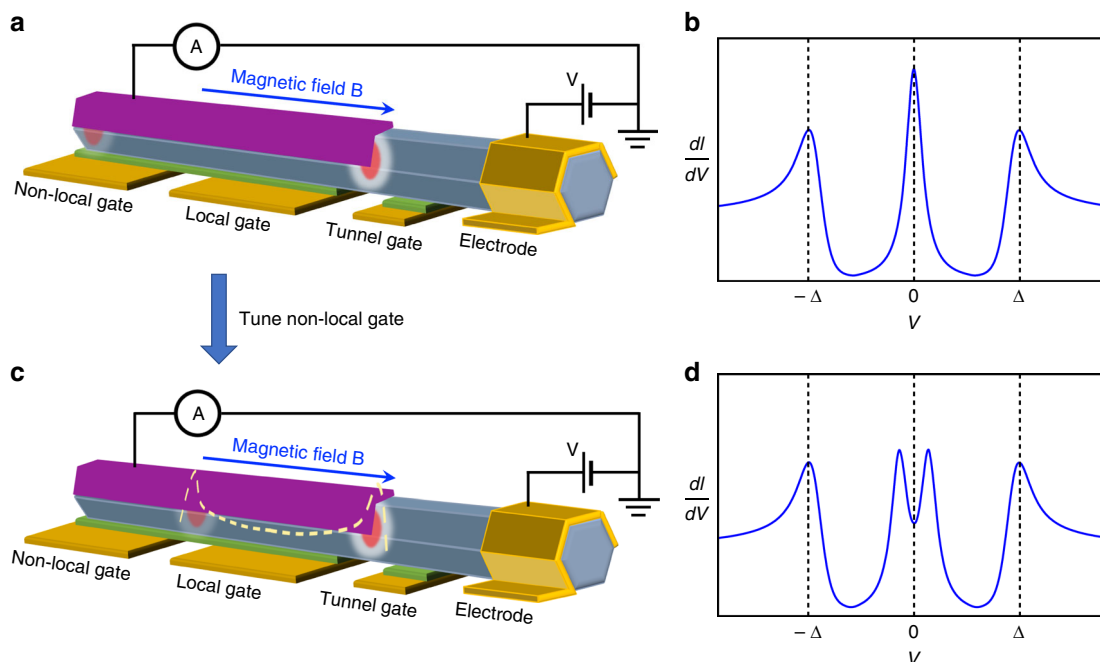 a
A
Magnetic field B
V
Non-local gate
Local gate
Tunnel gate
Electrode
b
dI
dV
– Δ
0
Δ
V
Tune non-local gate
c
A
Magnetic field B
V
Non-local gate
Local gate
Tunnel gate
Electrode
d
dI
dV
– Δ
0
Δ
V